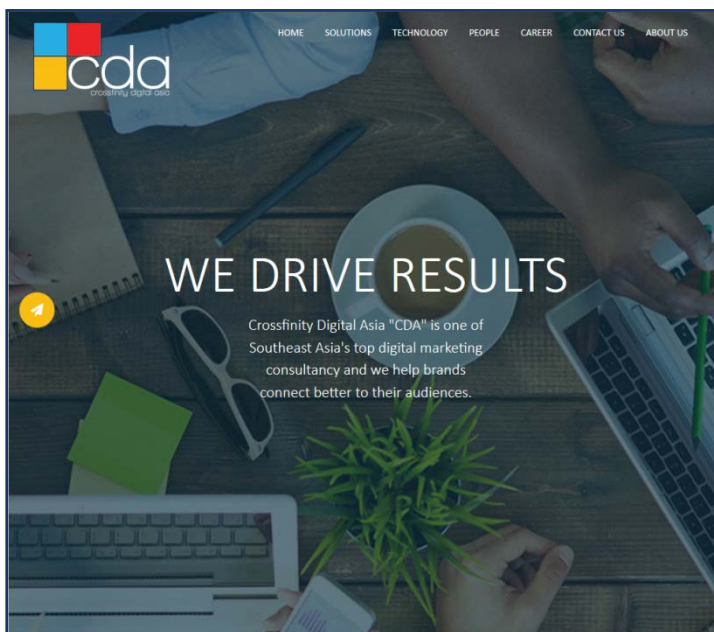 HOME SOLUTIONS TECHNOLOGY PEOPLE CAREER CONTACT US ABOUT US
cda
crossfinity digital asia
WE DRIVE RESULTS
Crossfinity Digital Asia "CDA" is one of
Southeast Asia's top digital marketing
consultancy and we help brands
connect better to their audiences.